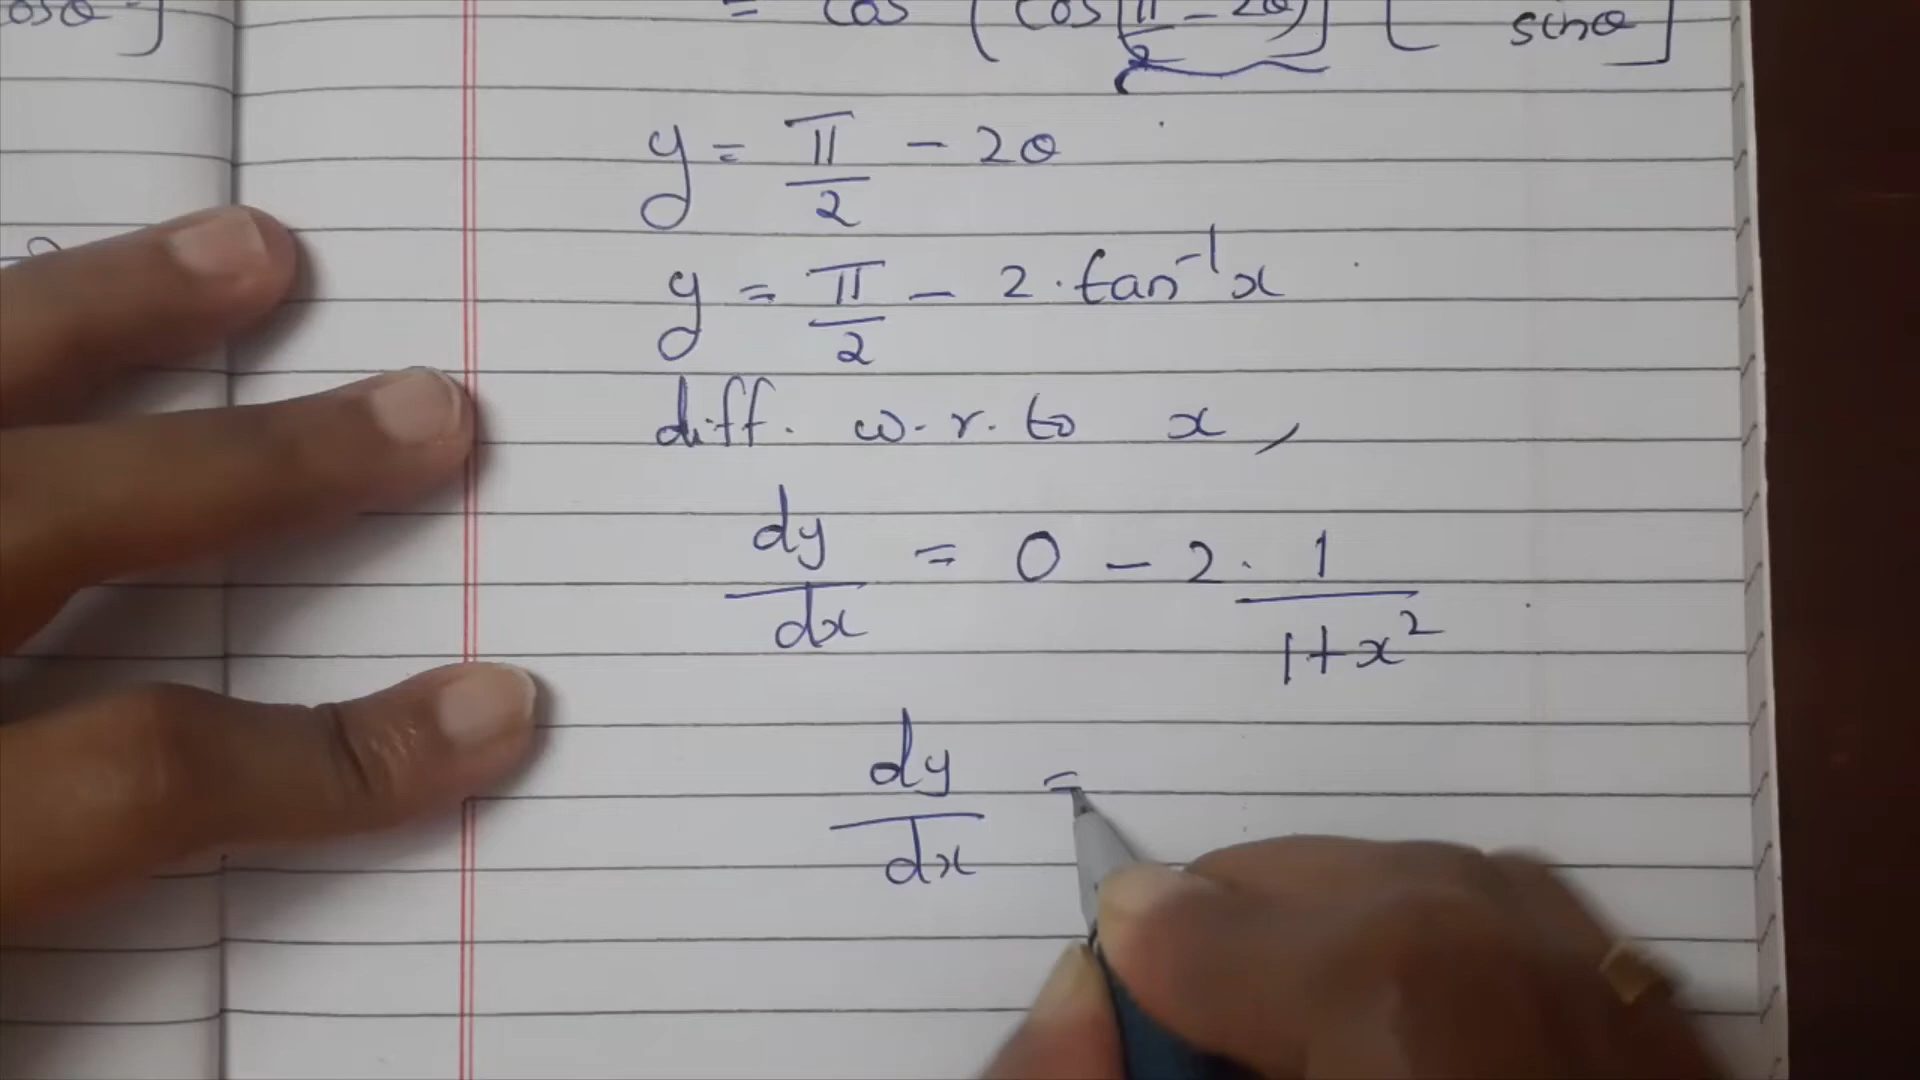 = cos (cos(π/2 - 2θ)) [ sinθ ]
osθ ]
y = π/2 - 2θ
y = π/2 - 2·tan⁻¹x
diff. w.r. to x,
dy/dx = 0 - 2· 1/1+x²
dy/dx =